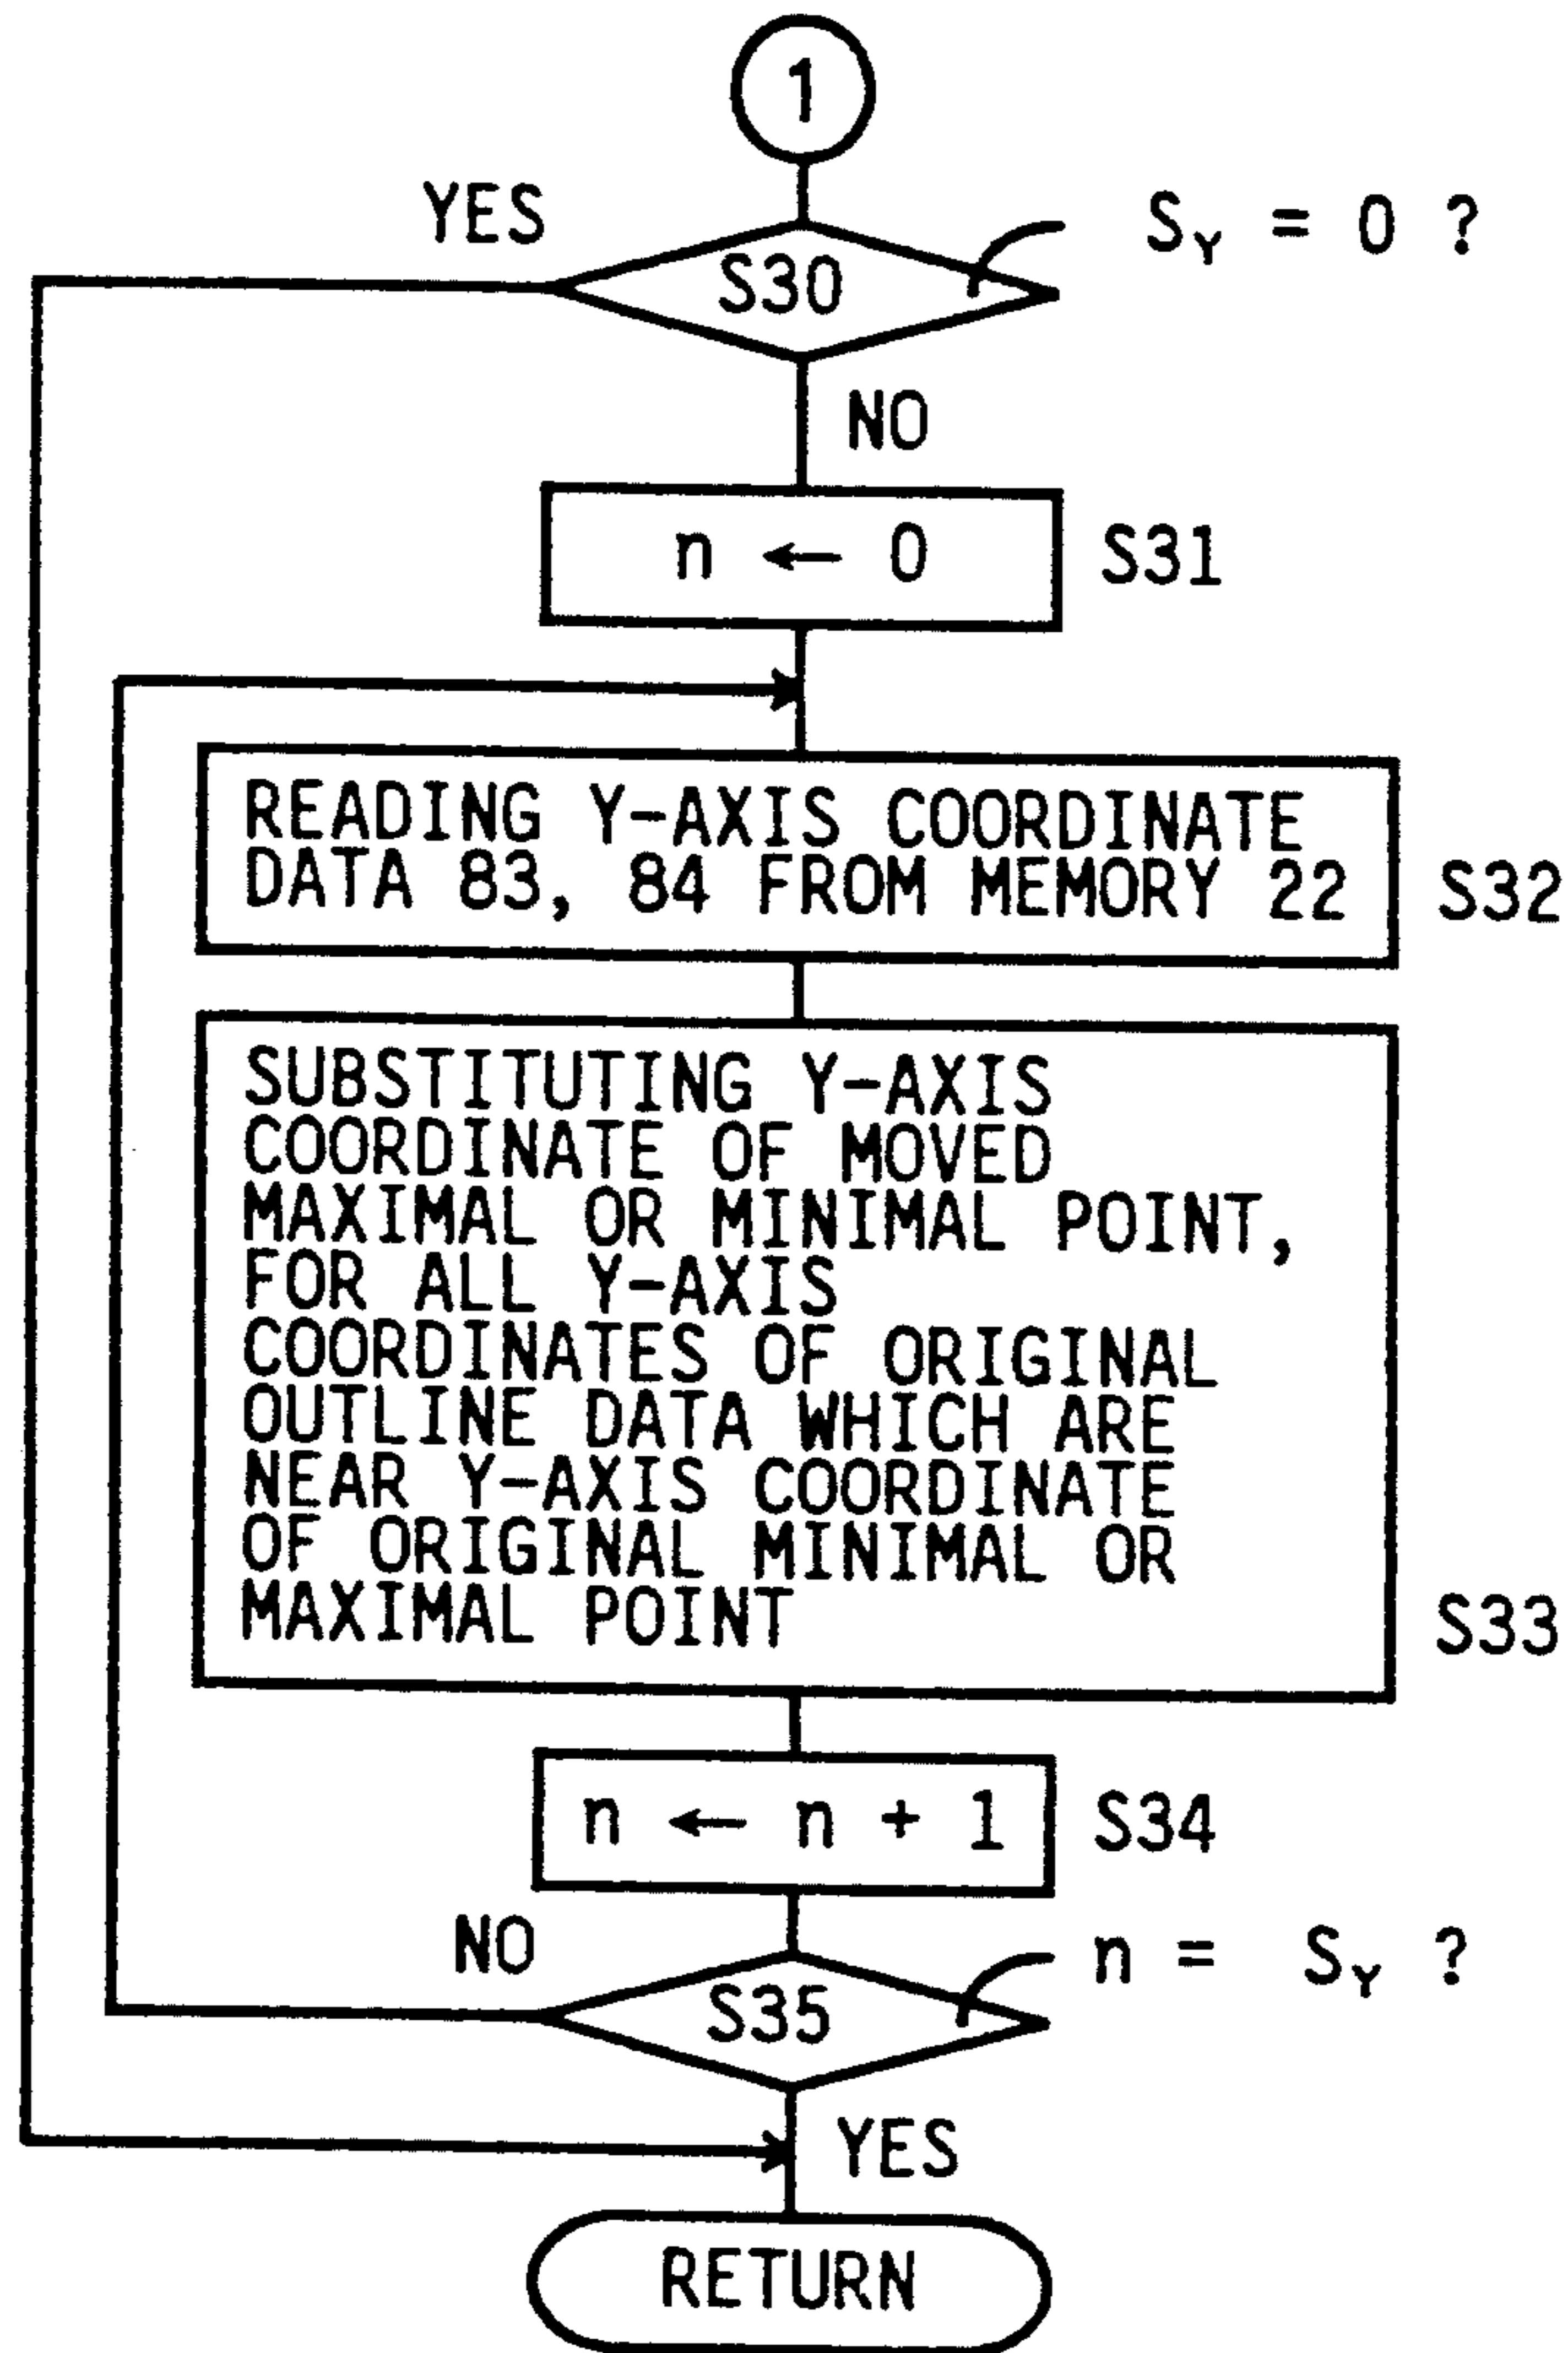 1
YES
S30
S_Y = 0 ?
NO
n ← 0
S31
READING Y-AXIS COORDINATE
DATA 83, 84 FROM MEMORY 22
S32
SUBSTITUTING Y-AXIS
COORDINATE OF MOVED
MAXIMAL OR MINIMAL POINT,
FOR ALL Y-AXIS
COORDINATES OF ORIGINAL
OUTLINE DATA WHICH ARE
NEAR Y-AXIS COORDINATE
OF ORIGINAL MINIMAL OR
MAXIMAL POINT
S33
n ← n + 1
S34
NO
S35
n = S_Y ?
YES
RETURN